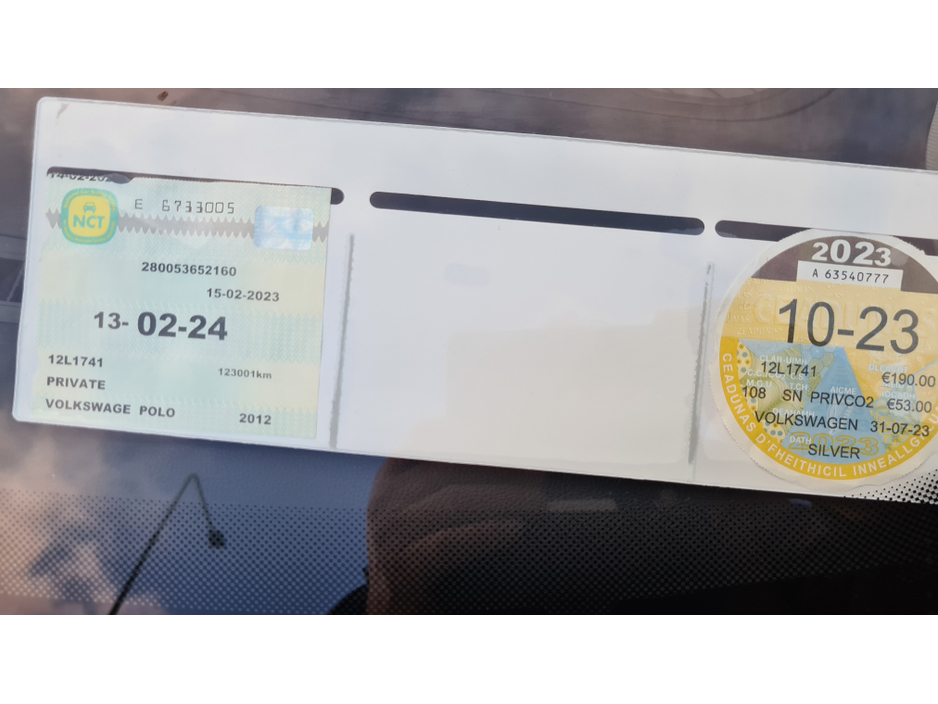 NCT
E 6733005
280053652160
15-02-2023
13- 02-24
12L1741
123001km
PRIVATE
VOLKSWAGE POLO
2012
2023
A 63540777
10-23
12L1741
€190.00
108 SN PRIVCO2 €53.00
VOLKSWAGEN 31-07-23
SILVER
CEADÚNAS D'FHEITHICIL INNEALLG